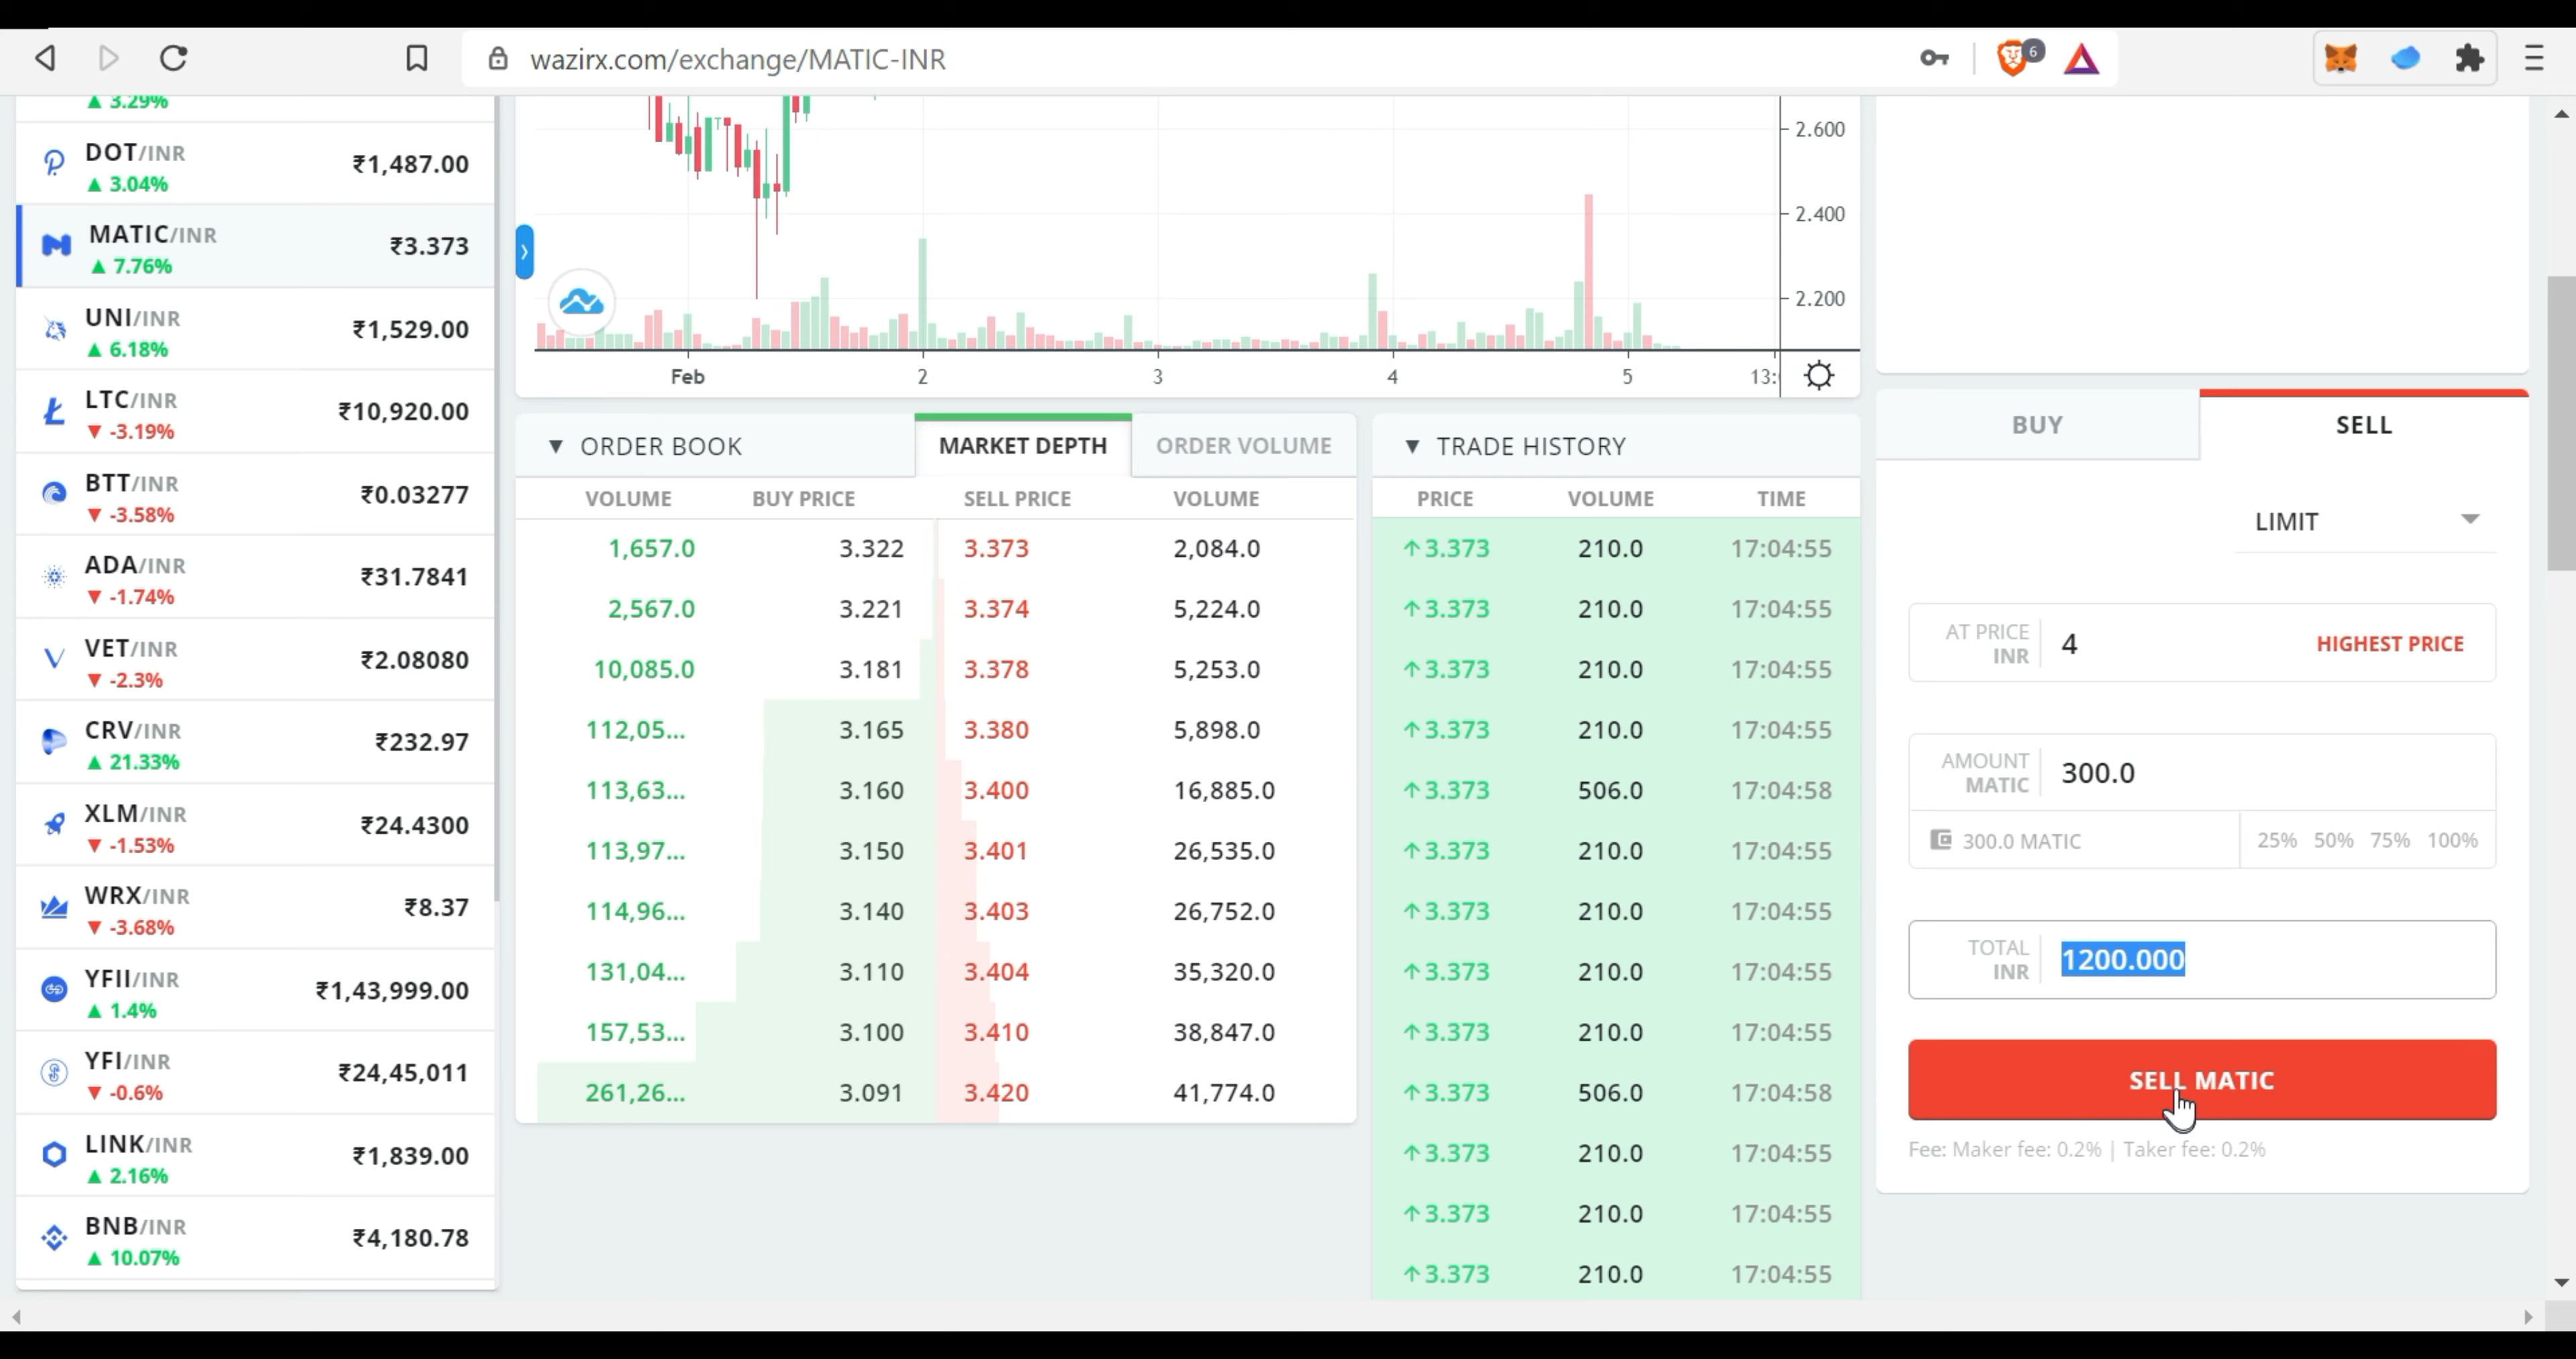 wazirx.com/exchange/MATIC-INR
6
▲ 3.29%
DOT/INR ₹1,487.00
▲ 3.04%
MATIC/INR ₹3.373
▲ 7.76%
UNI/INR ₹1,529.00
▲ 6.18%
LTC/INR ₹10,920.00
▼ -3.19%
BTT/INR ₹0.03277
▼ -3.58%
ADA/INR ₹31.7841
▼ -1.74%
VET/INR ₹2.08080
▼ -2.3%
CRV/INR ₹232.97
▲ 21.33%
XLM/INR ₹24.4300
▼ -1.53%
WRX/INR ₹8.37
▼ -3.68%
YFII/INR ₹1,43,999.00
▲ 1.4%
YFI/INR ₹24,45,011
▼ -0.6%
LINK/INR ₹1,839.00
▲ 2.16%
BNB/INR ₹4,180.78
▲ 10.07%
2.600
2.400
2.200
Feb 2 3 4 5 13:
▼ ORDER BOOK MARKET DEPTH ORDER VOLUME
VOLUME BUY PRICE SELL PRICE VOLUME
1,657.0 3.322 3.373 2,084.0
2,567.0 3.221 3.374 5,224.0
10,085.0 3.181 3.378 5,253.0
112,05... 3.165 3.380 5,898.0
113,63... 3.160 3.400 16,885.0
113,97... 3.150 3.401 26,535.0
114,96... 3.140 3.403 26,752.0
131,04... 3.110 3.404 35,320.0
157,53... 3.100 3.410 38,847.0
261,26... 3.091 3.420 41,774.0
▼ TRADE HISTORY
PRICE VOLUME TIME
↑3.373 210.0 17:04:55
↑3.373 210.0 17:04:55
↑3.373 210.0 17:04:55
↑3.373 210.0 17:04:55
↑3.373 506.0 17:04:58
↑3.373 210.0 17:04:55
↑3.373 210.0 17:04:55
↑3.373 210.0 17:04:55
↑3.373 210.0 17:04:55
↑3.373 506.0 17:04:58
↑3.373 210.0 17:04:55
↑3.373 210.0 17:04:55
↑3.373 210.0 17:04:55
BUY SELL
LIMIT
AT PRICE INR 4 HIGHEST PRICE
AMOUNT MATIC 300.0
300.0 MATIC 25% 50% 75% 100%
TOTAL INR 1200.000
SELL MATIC
Fee: Maker fee: 0.2% | Taker fee: 0.2%